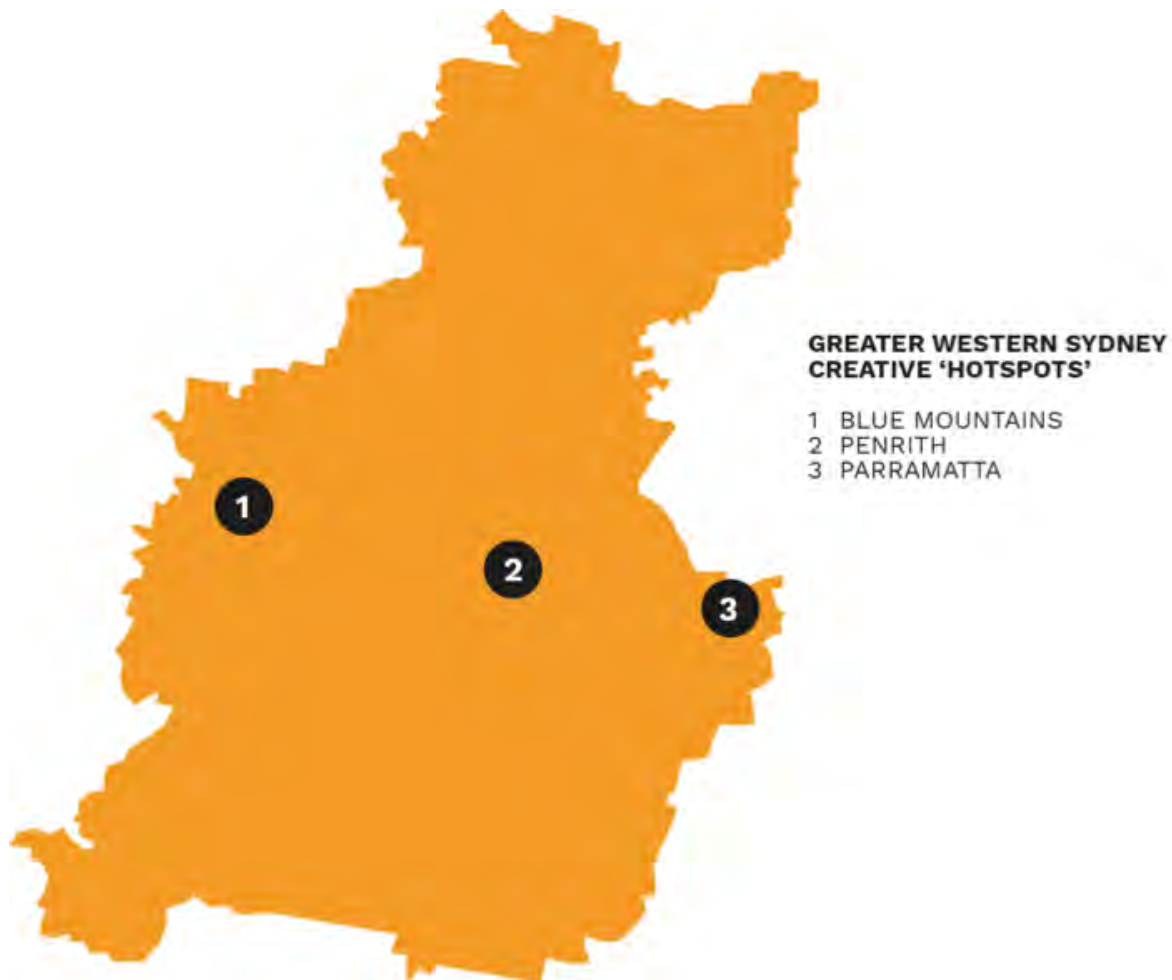 GREATER WESTERN SYDNEY
CREATIVE ‘HOTSPOTS’
1 BLUE MOUNTAINS
2 PENRITH
3 PARRAMATTA
1
2
3